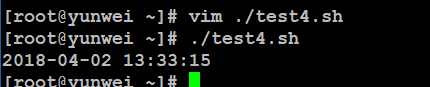 [root@yunwei ~]# vim ./test4.sh
[root@yunwei ~]# ./test4.sh
2018-04-02 13:33:15
[root@yunwei ~]#